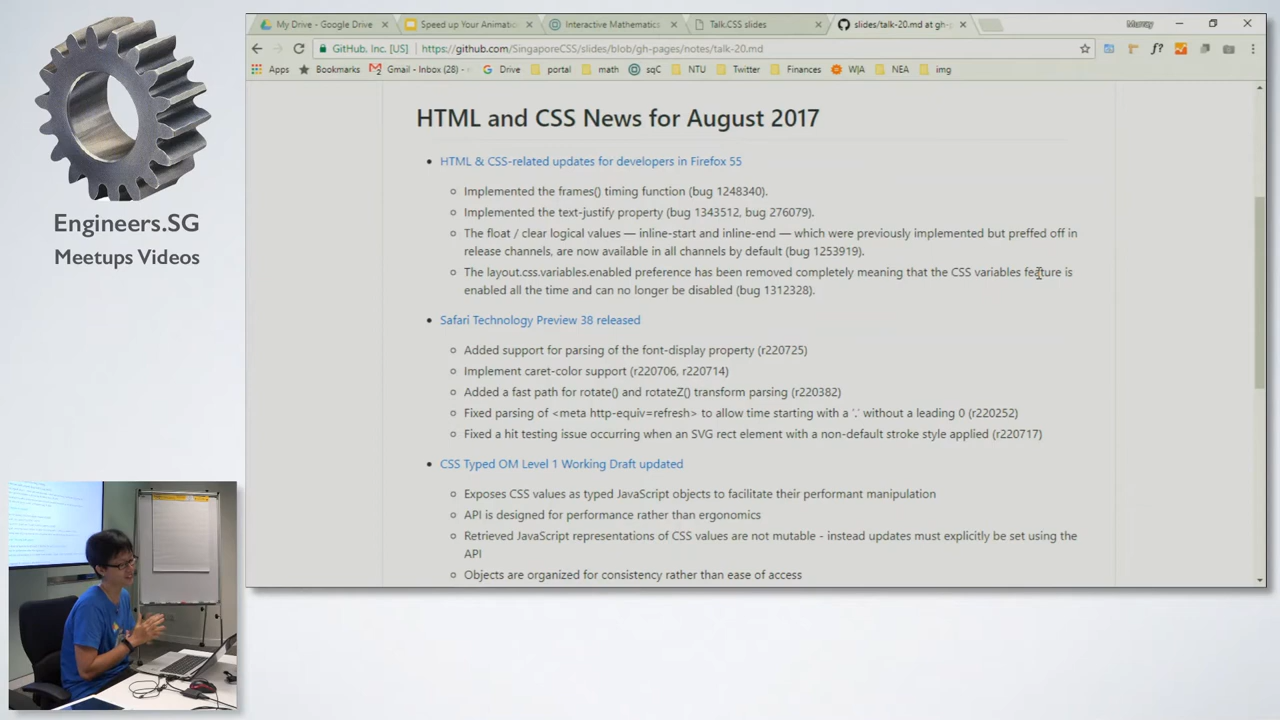 My Drive - Google Drive
Speed up Your Animatio
Interactive Mathematics
Talk.CSS slides
slides/talk-20.md at gh-p
Murray
GitHub, Inc. [US]
https://github.com/SingaporeCSS/slides/blob/gh-pages/notes/talk-20.md
Apps
Bookmarks
Gmail - Inbox (28) -
Drive
portal
math
sqC
NTU
Twitter
Finances
WJA
NEA
img
HTML and CSS News for August 2017
HTML & CSS-related updates for developers in Firefox 55
Implemented the frames() timing function (bug 1248340).
Implemented the text-justify property (bug 1343512, bug 276079).
The float / clear logical values — inline-start and inline-end — which were previously implemented but preffed off in
release channels, are now available in all channels by default (bug 1253919).
The layout.css.variables.enabled preference has been removed completely meaning that the CSS variables feature is
enabled all the time and can no longer be disabled (bug 1312328).
Safari Technology Preview 38 released
Added support for parsing of the font-display property (r220725)
Implement caret-color support (r220706, r220714)
Added a fast path for rotate() and rotateZ() transform parsing (r220382)
Fixed parsing of <meta http-equiv=refresh> to allow time starting with a '.' without a leading 0 (r220252)
Fixed a hit testing issue occurring when an SVG rect element with a non-default stroke style applied (r220717)
CSS Typed OM Level 1 Working Draft updated
Exposes CSS values as typed JavaScript objects to facilitate their performant manipulation
API is designed for performance rather than ergonomics
Retrieved JavaScript representations of CSS values are not mutable - instead updates must explicitly be set using the
API
Objects are organized for consistency rather than ease of access
Engineers.SG
Meetups Videos